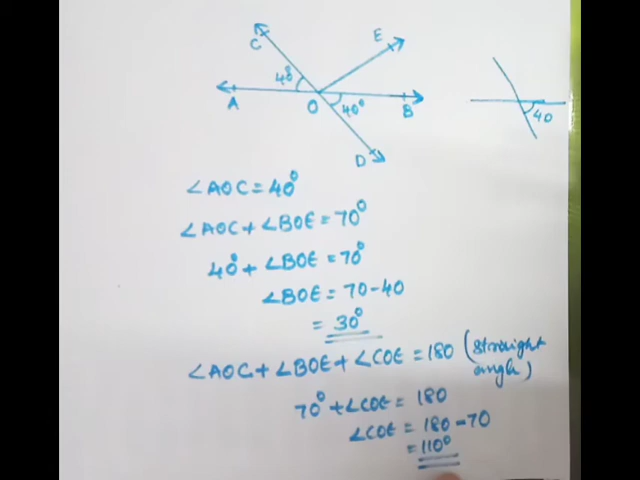 C
E
40°
A
O
40°
B
40
D
∠AOC = 40°
∠AOC + ∠BOE = 70°
40° + ∠BOE = 70°
∠BOE = 70 - 40
= 30°
∠AOC + ∠BOE + ∠COE = 180 (straight angle)
70° + ∠COE = 180
∠COE = 180 - 70
= 110°